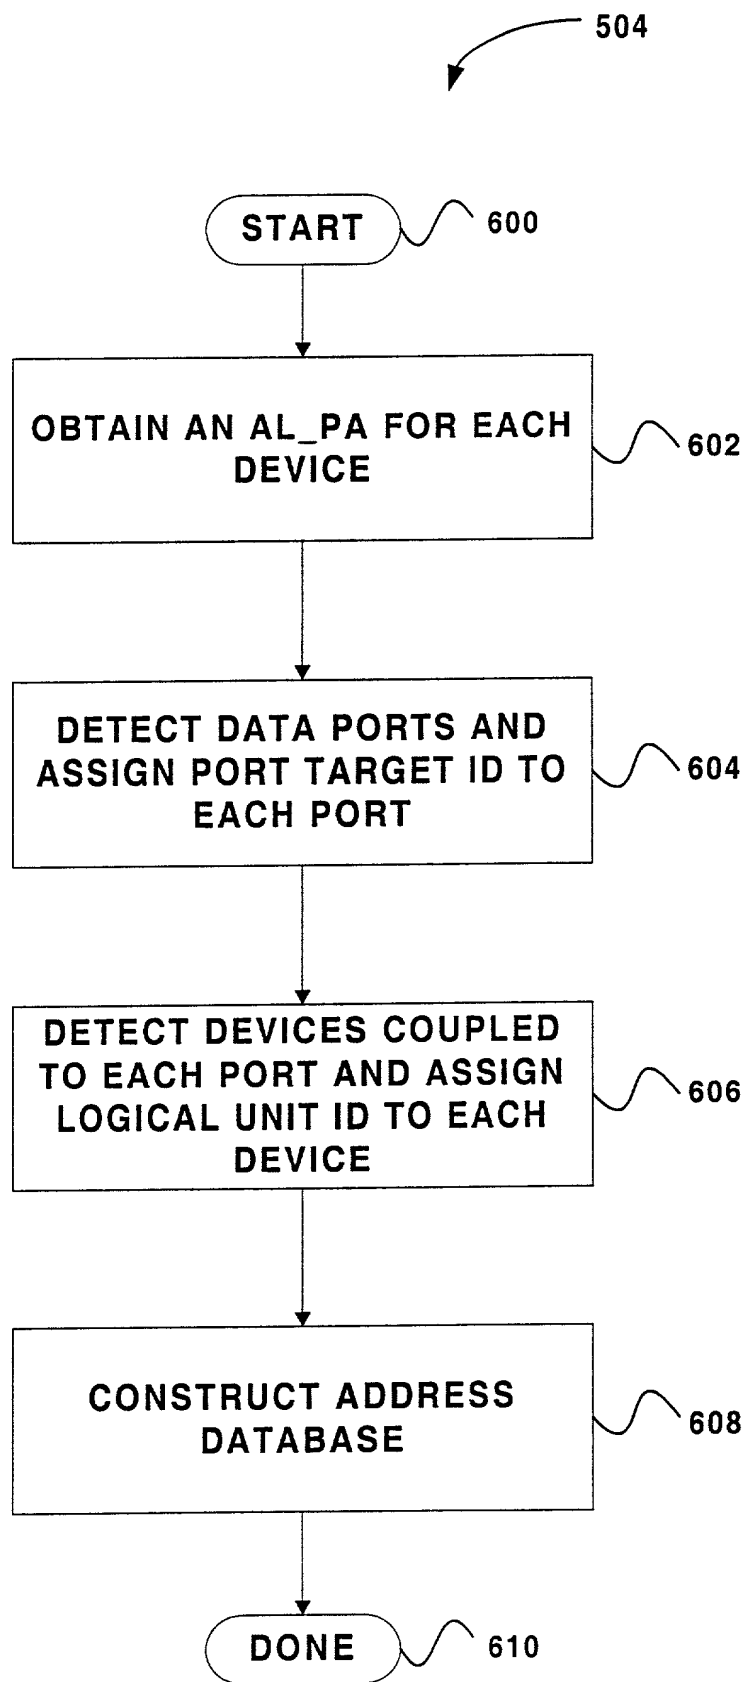 504
START
600
OBTAIN AN AL_PA FOR EACH
DEVICE
602
DETECT DATA PORTS AND
ASSIGN PORT TARGET ID TO
EACH PORT
604
DETECT DEVICES COUPLED
TO EACH PORT AND ASSIGN
LOGICAL UNIT ID TO EACH
DEVICE
606
CONSTRUCT ADDRESS
DATABASE
608
DONE
610